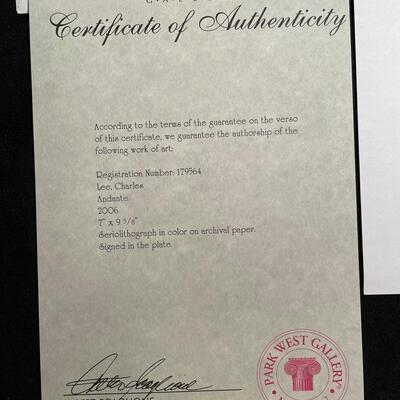 Certificate of Authenticity
According to the terms of the guarantee on the verso
of this certificate, we guarantee the authorship of the
following work of art:
Registration Number: 179564
Lee, Charles
Andante
2006
7" x 9 5/8"
Seriolithograph in color on archival paper.
Signed in the plate.
PARK WEST GALLERY